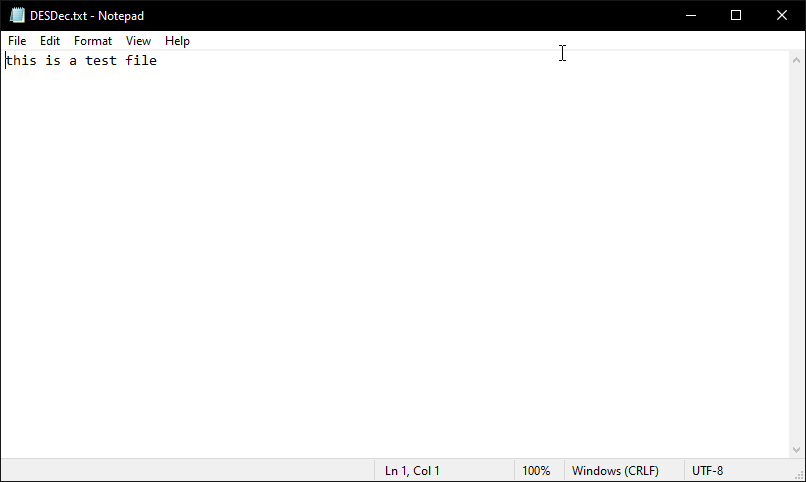 DESDec.txt - Notepad
File Edit Format View Help
this is a test file
Ln 1, Col 1 100% Windows (CRLF) UTF-8